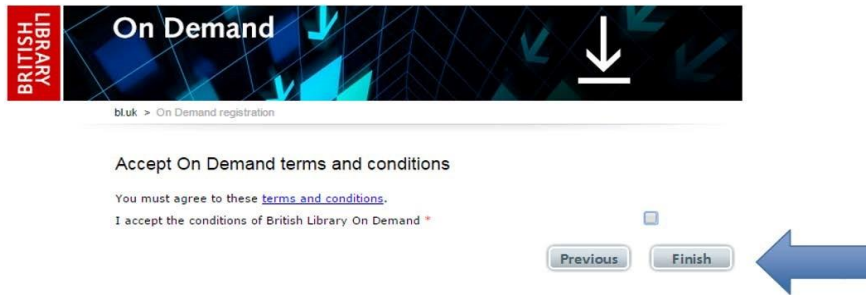 BRITISH
LIBRARY
On Demand
bl.uk > On Demand registration
Accept On Demand terms and conditions
You must agree to these terms and conditions.
I accept the conditions of British Library On Demand *
Previous Finish